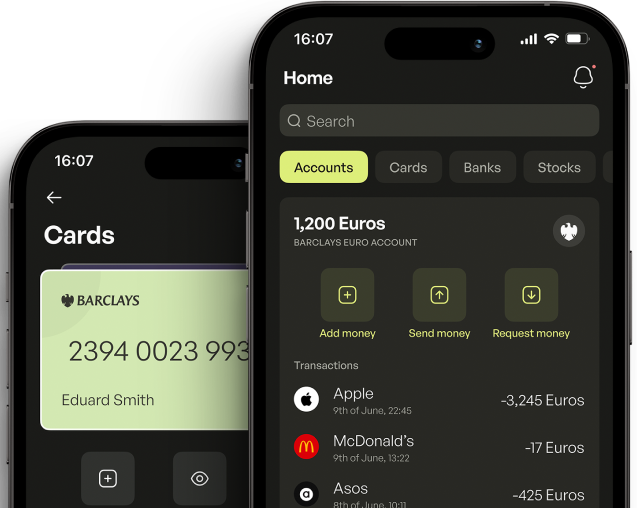 16:07
Cards
BARCLAYS
2394 0023 993
Eduard Smith
16:07
Home
Search
Accounts Cards Banks Stocks
1,200 Euros
BARCLAYS EURO ACCOUNT
Add money Send money Request money
Transactions
Apple
9th of June, 22:45
-3,245 Euros
McDonald's
9th of June, 13:22
-17 Euros
Asos
8th of June, 10:11
-425 Euros